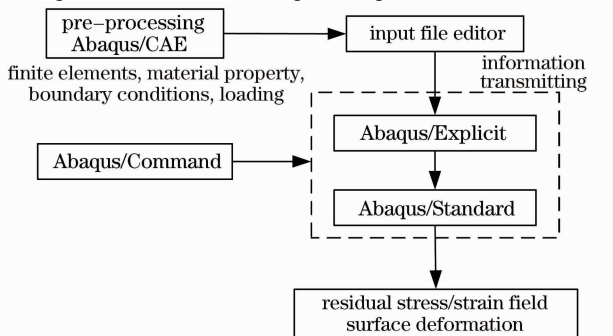 pre-processing
Abaqus/CAE
input file editor
finite elements, material property,
boundary conditions, loading
information
transmitting
Abaqus/Explicit
Abaqus/Command
Abaqus/Standard
residual stress/strain field
surface deformation